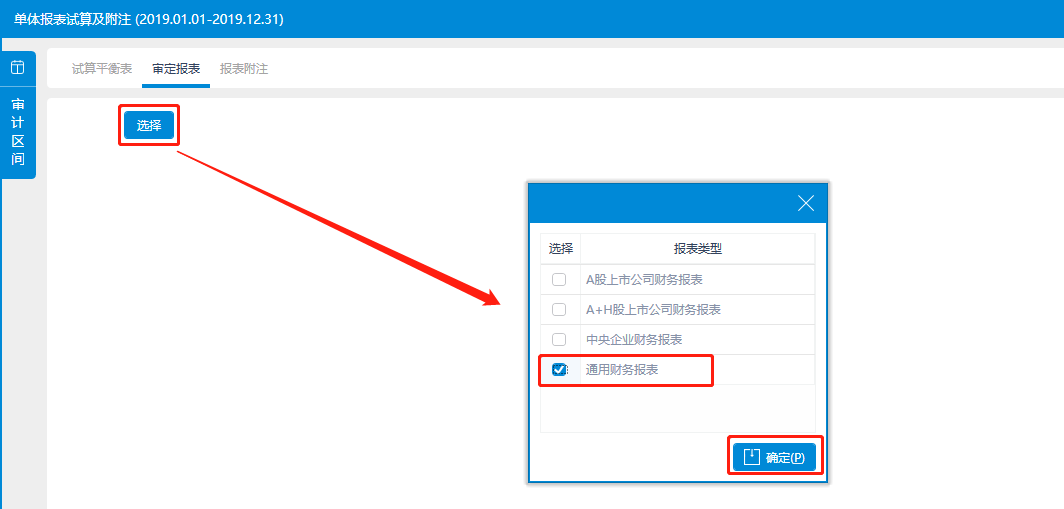 单体报表试算及附注 (2019.01.01-2019.12.31)
试算平衡表 审定报表 报表附注
审计区间
选择
选择 报表类型
A股上市公司财务报表
A+H股上市公司财务报表
中央企业财务报表
通用财务报表
确定(P)